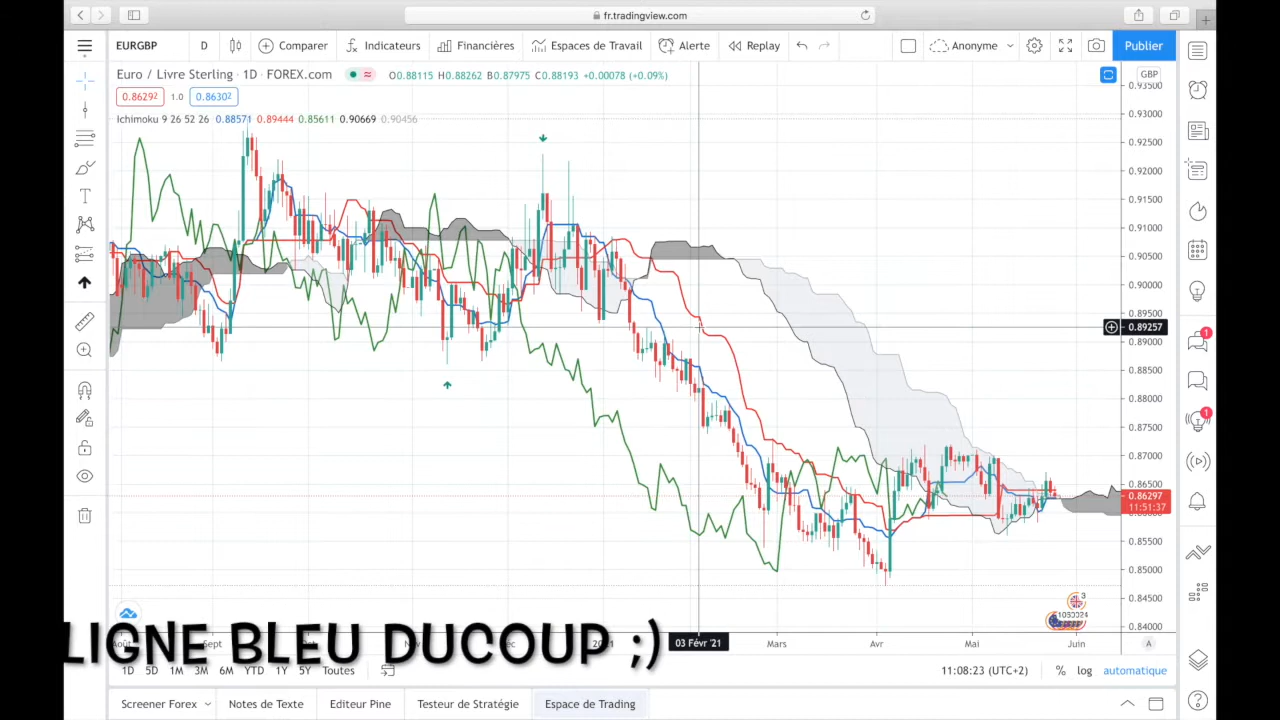 fr.tradingview.com
EURGBP D Comparer Indicateurs Financières Espaces de Travail Alerte Replay Anonyme Publier
Euro / Livre Sterling · 1D · FOREX.com O0.88115 H0.88262 B0.87975 C0.88193 +0.00078 (+0.09%)
GBP
0.86292 1.0 0.86302
Ichimoku 9 26 52 26 0.88571 0.89444 0.85611 0.90669 0.90456
0.93500
0.93000
0.92500
0.92000
0.91500
0.91000
0.90500
0.90000
0.89500
0.89257
0.89000
0.88500
0.88000
0.87500
0.87000
0.86500
0.86297
11:51:37
0.85500
0.85000
0.84500
0.84000
1
1
3
LIGNE BLEU DUCOUP ;)
Sept 03 Févr '21 Mars Avr Mai Juin A
1D 5D 1M 3M 6M YTD 1Y 5Y Toutes 11:08:23 (UTC+2) % log automatique
Screener Forex Notes de Texte Editeur Pine Testeur de Stratégie Espace de Trading